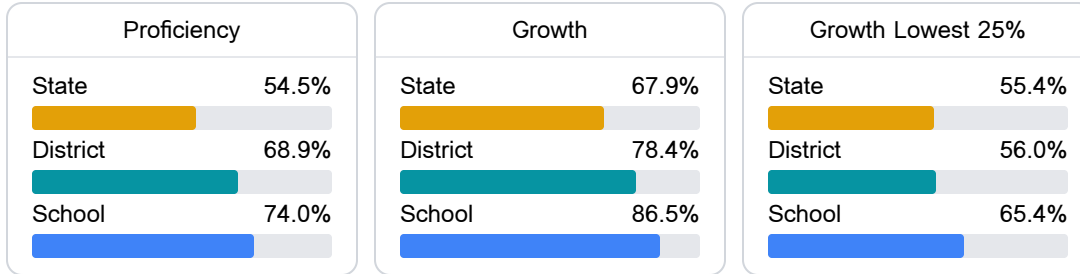 Proficiency
State 54.5%
District 68.9%
School 74.0%
Growth
State 67.9%
District 78.4%
School 86.5%
Growth Lowest 25%
State 55.4%
District 56.0%
School 65.4%